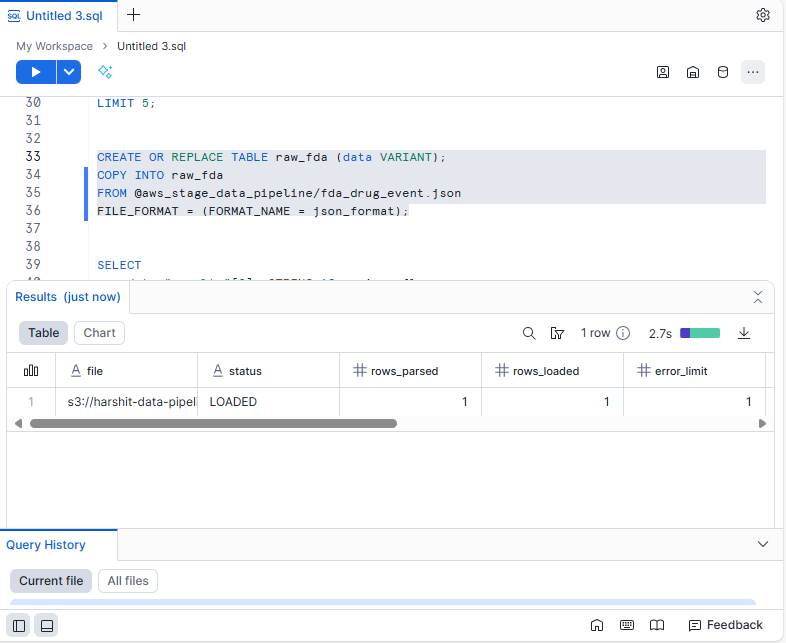 SQL Untitled 3.sql
My Workspace > Untitled 3.sql
30 LIMIT 5;
31
32
33 CREATE OR REPLACE TABLE raw_fda (data VARIANT);
34 COPY INTO raw_fda
35 FROM @aws_stage_data_pipeline/fda_drug_event.json
36 FILE_FORMAT = (FORMAT_NAME = json_format);
37
38
39 SELECT
Results (just now)
Table Chart 1 row 2.7s
A file A status # rows_parsed # rows_loaded # error_limit
1 s3://harshit-data-pipel LOADED 1 1 1
Query History
Current file All files
Feedback